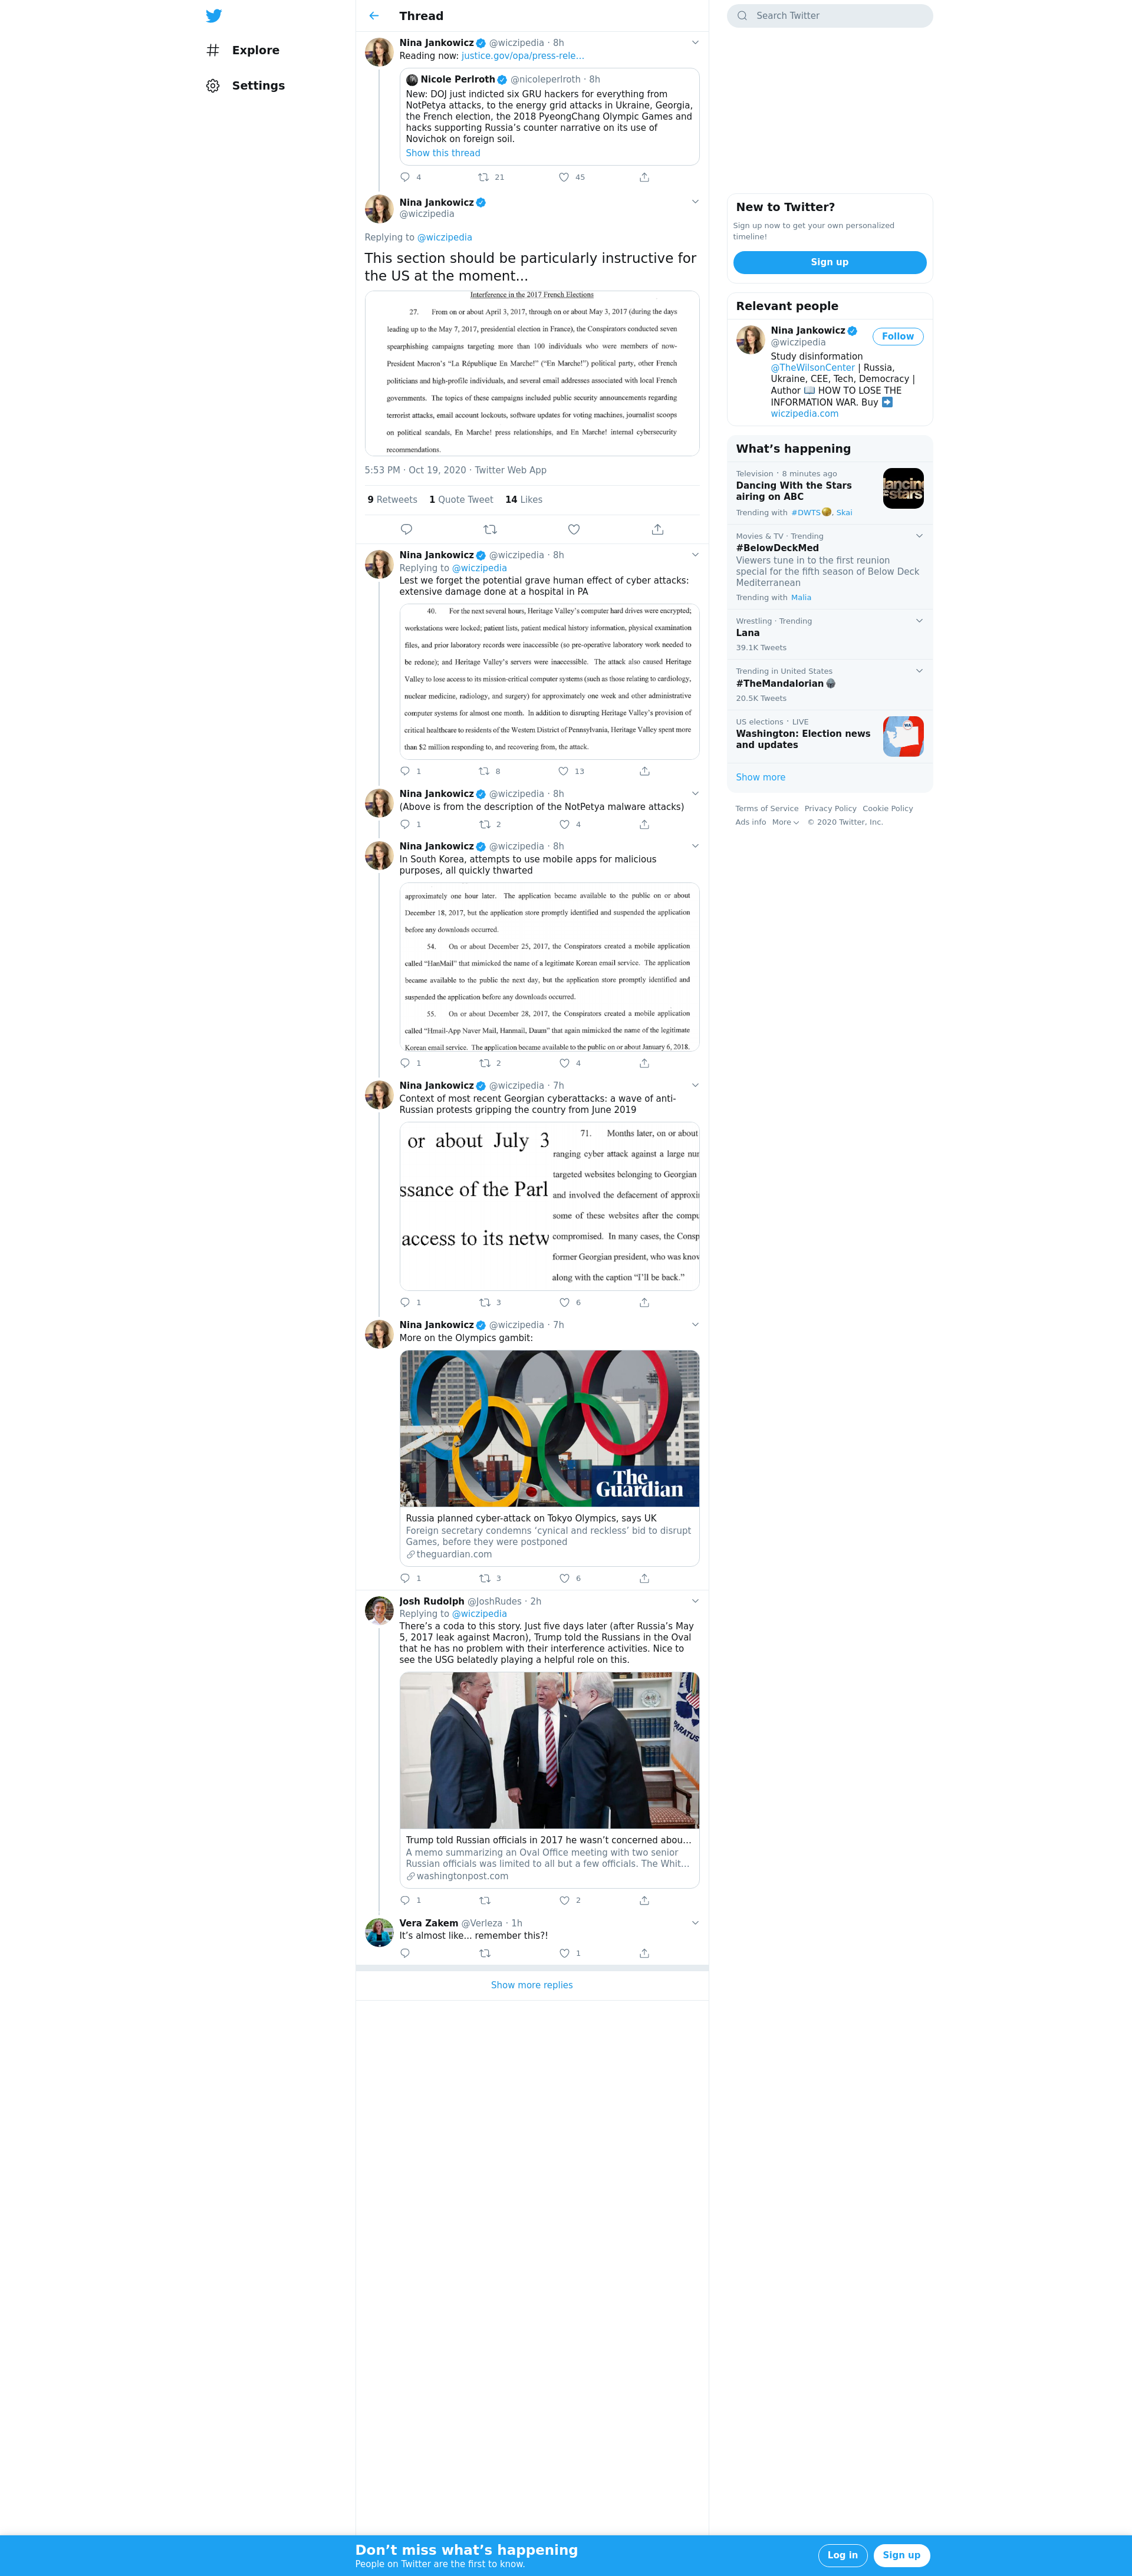 Thread
Search Twitter
Explore
Settings
Nina Jankowicz @wiczipedia · 8h
Reading now: justice.gov/opa/press-rele…
Nicole Perlroth @nicoleperlroth · 8h
New: DOJ just indicted six GRU hackers for everything from
NotPetya attacks, to the energy grid attacks in Ukraine, Georgia,
the French election, the 2018 PyeongChang Olympic Games and
hacks supporting Russia’s counter narrative on its use of
Novichok on foreign soil.
Show this thread
4 21 45
Nina Jankowicz
@wiczipedia
Replying to @wiczipedia
This section should be particularly instructive for
the US at the moment...
Interference in the 2017 French Elections
27. From on or about April 3, 2017, through on or about May 3, 2017 (during the days
leading up to the May 7, 2017, presidential election in France), the Conspirators conducted seven
spearphishing campaigns targeting more than 100 individuals who were members of now-
President Macron's “La République En Marche!” (“En Marche!”) political party, other French
politicians and high-profile individuals, and several email addresses associated with local French
governments. The topics of these campaigns included public security announcements regarding
terrorist attacks, email account lockouts, software updates for voting machines, journalist scoops
on political scandals, En Marche! press relationships, and En Marche! internal cybersecurity
recommendations.
5:53 PM · Oct 19, 2020 · Twitter Web App
9 Retweets 1 Quote Tweet 14 Likes
Nina Jankowicz @wiczipedia · 8h
Replying to @wiczipedia
Lest we forget the potential grave human effect of cyber attacks:
extensive damage done at a hospital in PA
40. For the next several hours, Heritage Valley's computer hard drives were encrypted;
workstations were locked; patient lists, patient medical history information, physical examination
files, and prior laboratory records were inaccessible (so pre-operative laboratory work needed to
be redone); and Heritage Valley's servers were inaccessible. The attack also caused Heritage
Valley to lose access to its mission-critical computer systems (such as those relating to cardiology,
nuclear medicine, radiology, and surgery) for approximately one week and other administrative
computer systems for almost one month. In addition to disrupting Heritage Valley's provision of
critical healthcare to residents of the Western District of Pennsylvania, Heritage Valley spent more
than $2 million responding to, and recovering from, the attack.
1 8 13
Nina Jankowicz @wiczipedia · 8h
(Above is from the description of the NotPetya malware attacks)
1 2 4
Nina Jankowicz @wiczipedia · 8h
In South Korea, attempts to use mobile apps for malicious
purposes, all quickly thwarted
approximately one hour later. The application became available to the public on or about
December 18, 2017, but the application store promptly identified and suspended the application
before any downloads occurred.
54. On or about December 25, 2017, the Conspirators created a mobile application
called “HanMail” that mimicked the name of a legitimate Korean email service. The application
became available to the public the next day, but the application store promptly identified and
suspended the application before any downloads occurred.
55. On or about December 28, 2017, the Conspirators created a mobile application
called “Hmail-App Naver Mail, Hanmail, Daum” that again mimicked the name of the legitimate
Korean email service. The application became available to the public on or about January 6, 2018.
1 2 4
Nina Jankowicz @wiczipedia · 7h
Context of most recent Georgian cyberattacks: a wave of anti-
Russian protests gripping the country from June 2019
or about July 3
ssance of the Parl
access to its netw
71. Months later, on or about
ranging cyber attack against a large nur
targeted websites belonging to Georgian
and involved the defacement of approxi
some of these websites after the compu
compromised. In many cases, the Consp
former Georgian president, who was knov
along with the caption “I'll be back.”
1 3 6
Nina Jankowicz @wiczipedia · 7h
More on the Olympics gambit:
The
Guardian
Russia planned cyber-attack on Tokyo Olympics, says UK
Foreign secretary condemns ‘cynical and reckless’ bid to disrupt
Games, before they were postponed
theguardian.com
1 3 6
Josh Rudolph @JoshRudes · 2h
Replying to @wiczipedia
There’s a coda to this story. Just five days later (after Russia’s May
5, 2017 leak against Macron), Trump told the Russians in the Oval
that he has no problem with their interference activities. Nice to
see the USG belatedly playing a helpful role on this.
Trump told Russian officials in 2017 he wasn’t concerned abou…
A memo summarizing an Oval Office meeting with two senior
Russian officials was limited to all but a few officials. The Whit…
washingtonpost.com
1 2
Vera Zakem @Verleza · 1h
It’s almost like... remember this?!
1
Show more replies
New to Twitter?
Sign up now to get your own personalized
timeline!
Sign up
Relevant people
Nina Jankowicz
@wiczipedia
Follow
Study disinformation
@TheWilsonCenter | Russia,
Ukraine, CEE, Tech, Democracy |
Author HOW TO LOSE THE
INFORMATION WAR. Buy
wiczipedia.com
What’s happening
Television · 8 minutes ago
Dancing With the Stars
airing on ABC
Trending with #DWTS, Skai
Movies & TV · Trending
#BelowDeckMed
Viewers tune in to the first reunion
special for the fifth season of Below Deck
Mediterranean
Trending with Malia
Wrestling · Trending
Lana
39.1K Tweets
Trending in United States
#TheMandalorian
20.5K Tweets
US elections · LIVE
Washington: Election news
and updates
WA
Show more
Terms of Service Privacy Policy Cookie Policy
Ads info More © 2020 Twitter, Inc.
Don’t miss what’s happening
People on Twitter are the first to know.
Log in Sign up